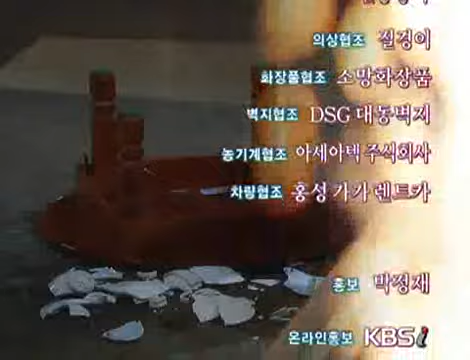 의상협조 절경이
화장품협조 소망화장품
벽지협조 DSG 대동벽지
농기계협조 아세아텍 주식회사
차량협조 홍성 가가 렌트카
홍보 박정재
온라인홍보 KBS i